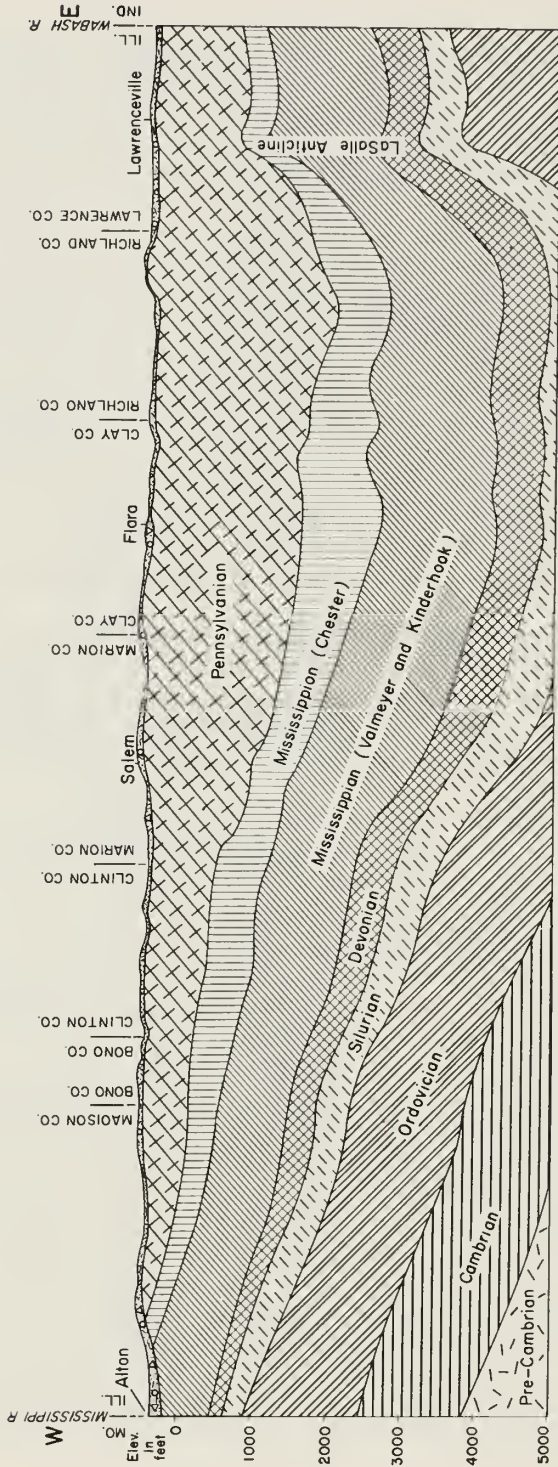 W
E
MISSISSIPPI R.
WABASH R.
MO.
ILL.
ILL.
IND.
Alton
MADISON CO.
BOND CO.
BOND CO.
CLINTON CO.
CLINTON CO.
MARION CO.
Salem
MARION CO.
CLAY CO.
Flora
CLAY CO.
RICHLAND CO.
RICHLAND CO.
LAWRENCE CO.
Lawrenceville
Elev.
in
feet
0
1000
2000
3000
4000
5000
Pennsylvanian
Mississippian (Chester)
Mississippian (Valmeyer and Kinderhook)
LaSalle Anticline
Devonian
Silurian
Ordovician
Cambrian
Pre-Cambrian